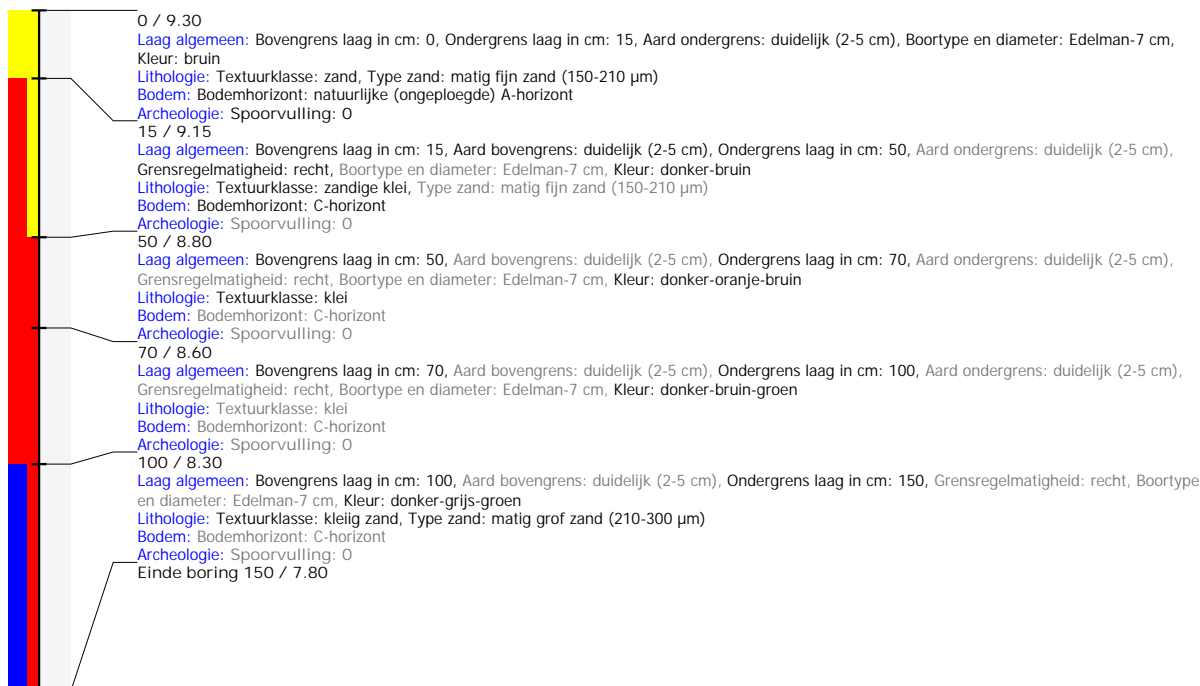 0 / 9.30
Laag algemeen: Bovengrens laag in cm: 0, Ondergrens laag in cm: 15, Aard ondergrens: duidelijk (2-5 cm), Boortype en diameter: Edelman-7 cm,
Kleur: bruin
Lithologie: Textuurklasse: zand, Type zand: matig fijn zand (150-210 µm)
Bodem: Bodemhorizont: natuurlijke (ongeploegde) A-horizont
Archeologie: Spoorvulling: 0
15 / 9.15
Laag algemeen: Bovengrens laag in cm: 15, Aard bovengrens: duidelijk (2-5 cm), Ondergrens laag in cm: 50, Aard ondergrens: duidelijk (2-5 cm),
Grensregelmatigheid: recht, Boortype en diameter: Edelman-7 cm, Kleur: donker-bruin
Lithologie: Textuurklasse: zandige klei, Type zand: matig fijn zand (150-210 µm)
Bodem: Bodemhorizont: C-horizont
Archeologie: Spoorvulling: 0
50 / 8.80
Laag algemeen: Bovengrens laag in cm: 50, Aard bovengrens: duidelijk (2-5 cm), Ondergrens laag in cm: 70, Aard ondergrens: duidelijk (2-5 cm),
Grensregelmatigheid: recht, Boortype en diameter: Edelman-7 cm, Kleur: donker-oranje-bruin
Lithologie: Textuurklasse: klei
Bodem: Bodemhorizont: C-horizont
Archeologie: Spoorvulling: 0
70 / 8.60
Laag algemeen: Bovengrens laag in cm: 70, Aard bovengrens: duidelijk (2-5 cm), Ondergrens laag in cm: 100, Aard ondergrens: duidelijk (2-5 cm),
Grensregelmatigheid: recht, Boortype en diameter: Edelman-7 cm, Kleur: donker-bruin-groen
Lithologie: Textuurklasse: klei
Bodem: Bodemhorizont: C-horizont
Archeologie: Spoorvulling: 0
100 / 8.30
Laag algemeen: Bovengrens laag in cm: 100, Aard bovengrens: duidelijk (2-5 cm), Ondergrens laag in cm: 150, Grensregelmatigheid: recht, Boortype
en diameter: Edelman-7 cm, Kleur: donker-grijs-groen
Lithologie: Textuurklasse: kleiig zand, Type zand: matig grof zand (210-300 µm)
Bodem: Bodemhorizont: C-horizont
Archeologie: Spoorvulling: 0
Einde boring 150 / 7.80